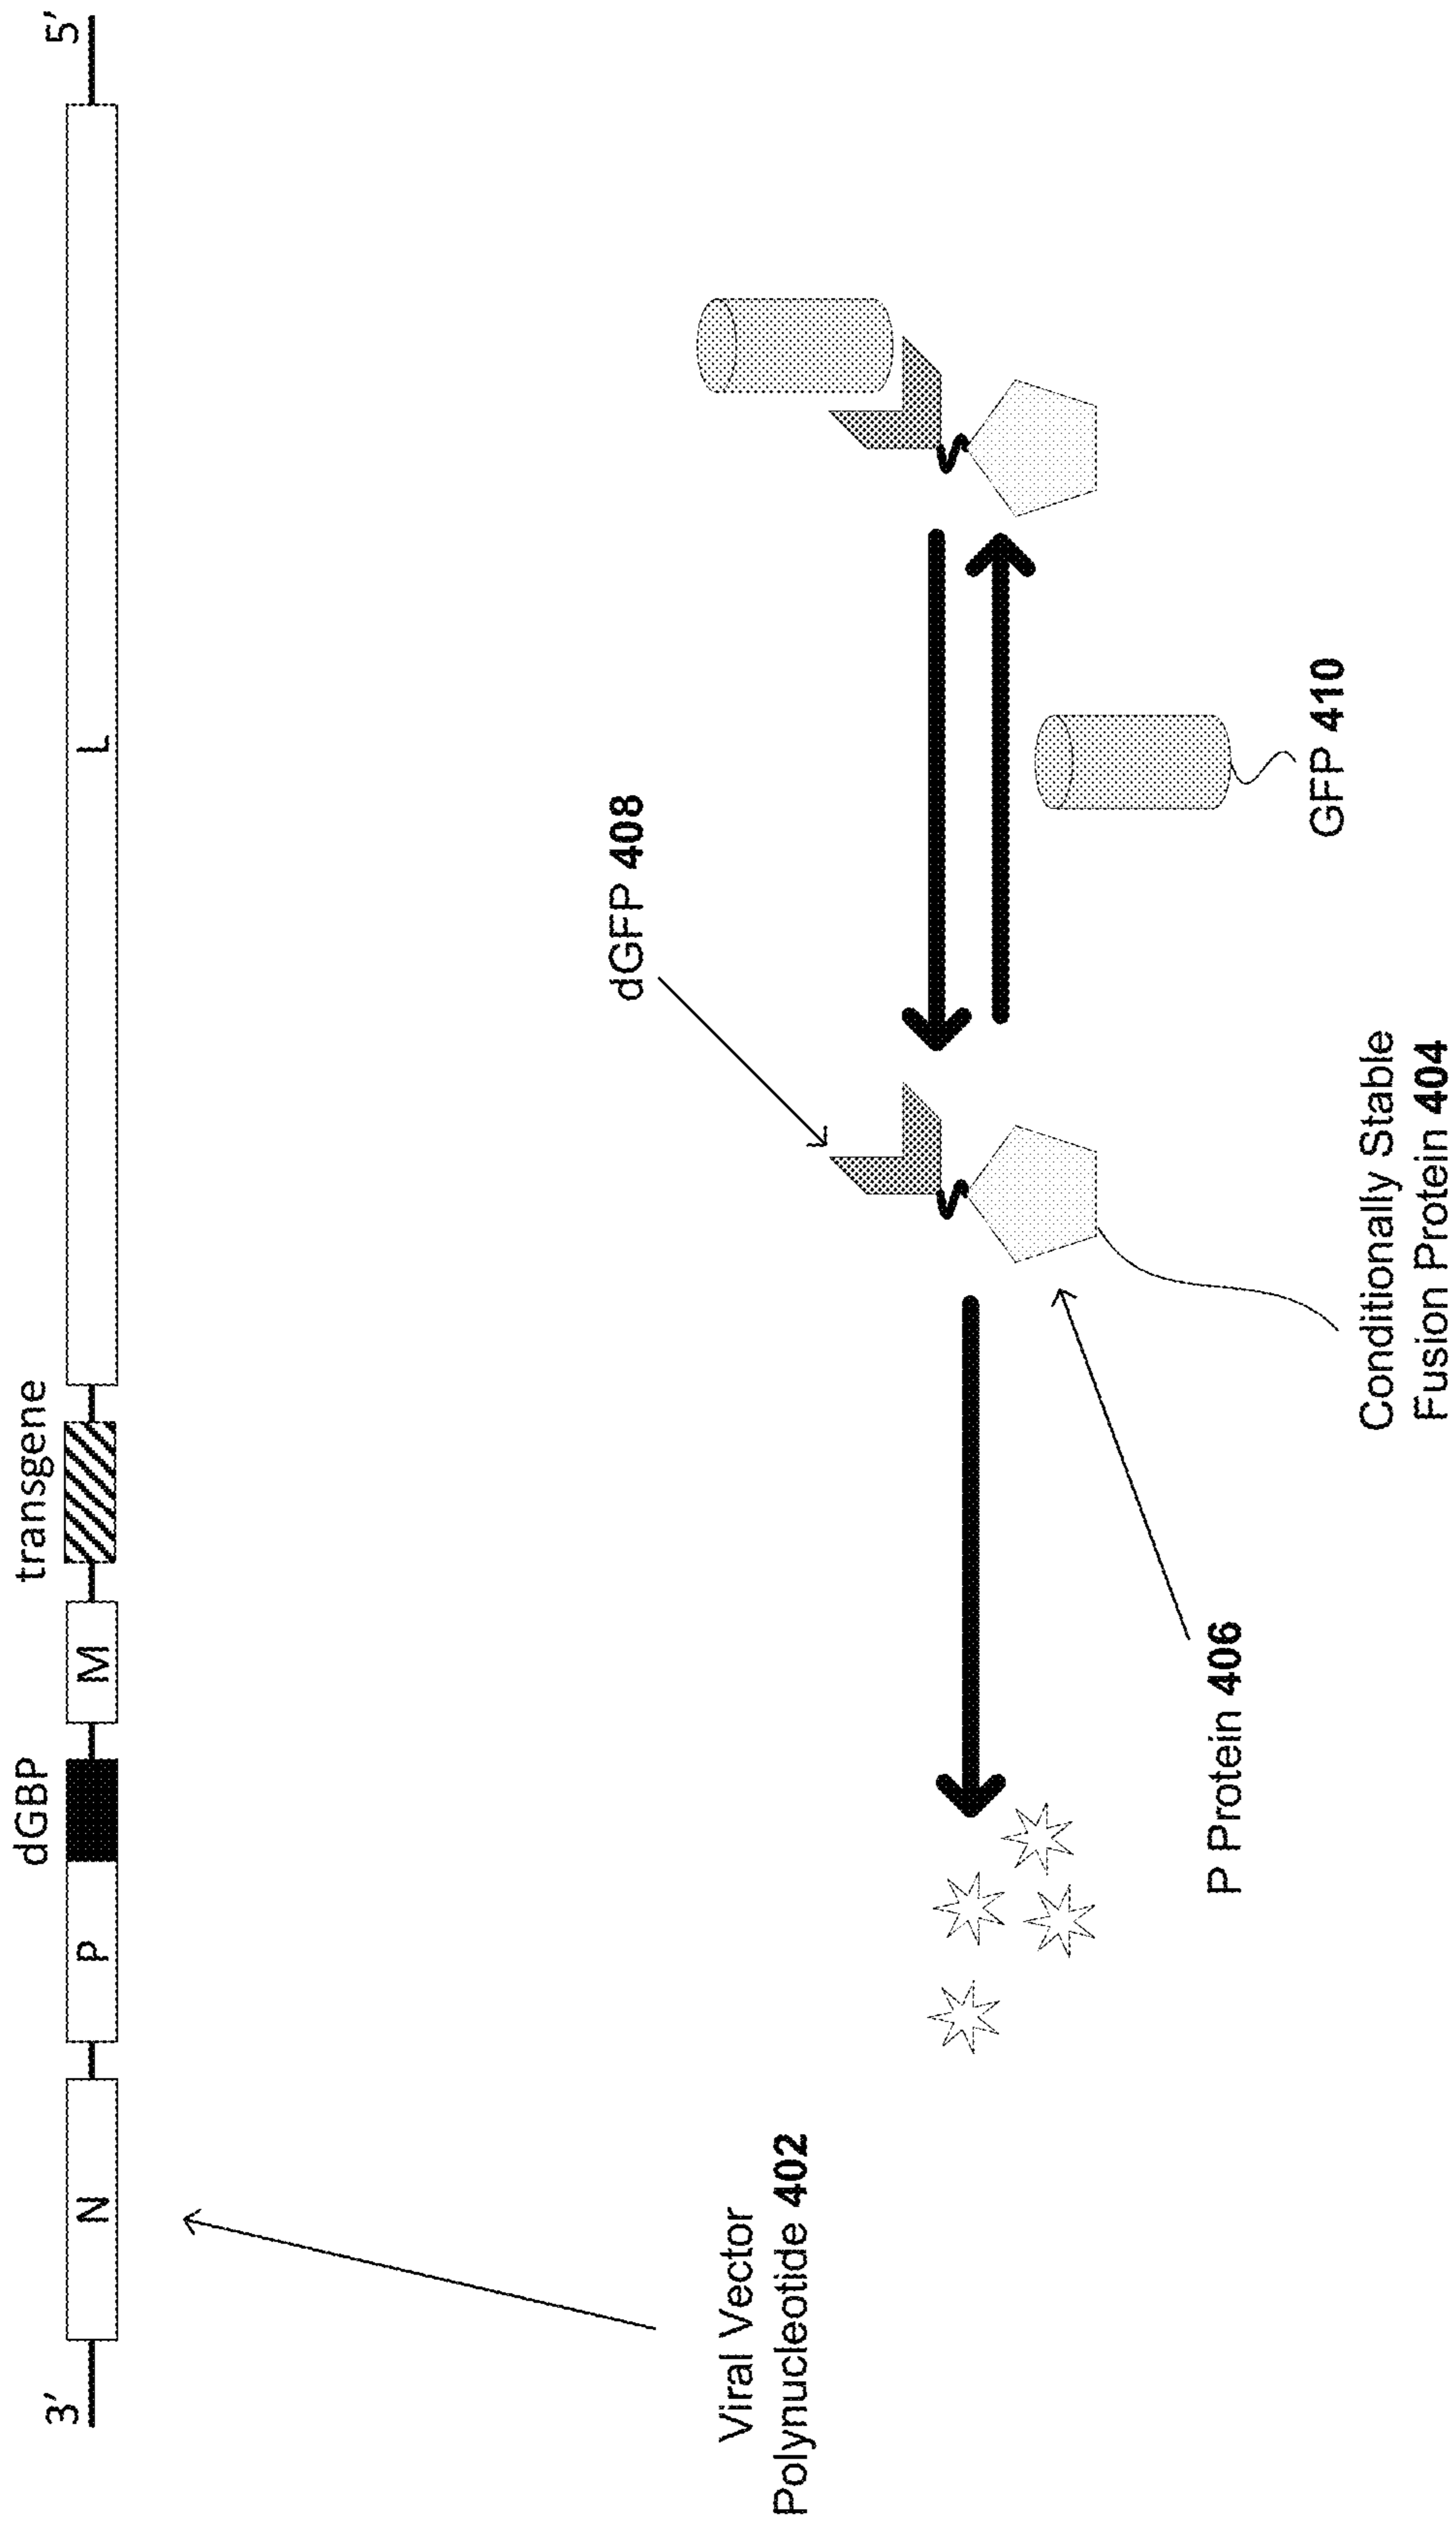 transgene
dGBP
3'
N
P
M
L
5'
dGFP 408
Viral Vector
Polynucleotide 402
P Protein 406
GFP 410
Conditionally Stable
Fusion Protein 404